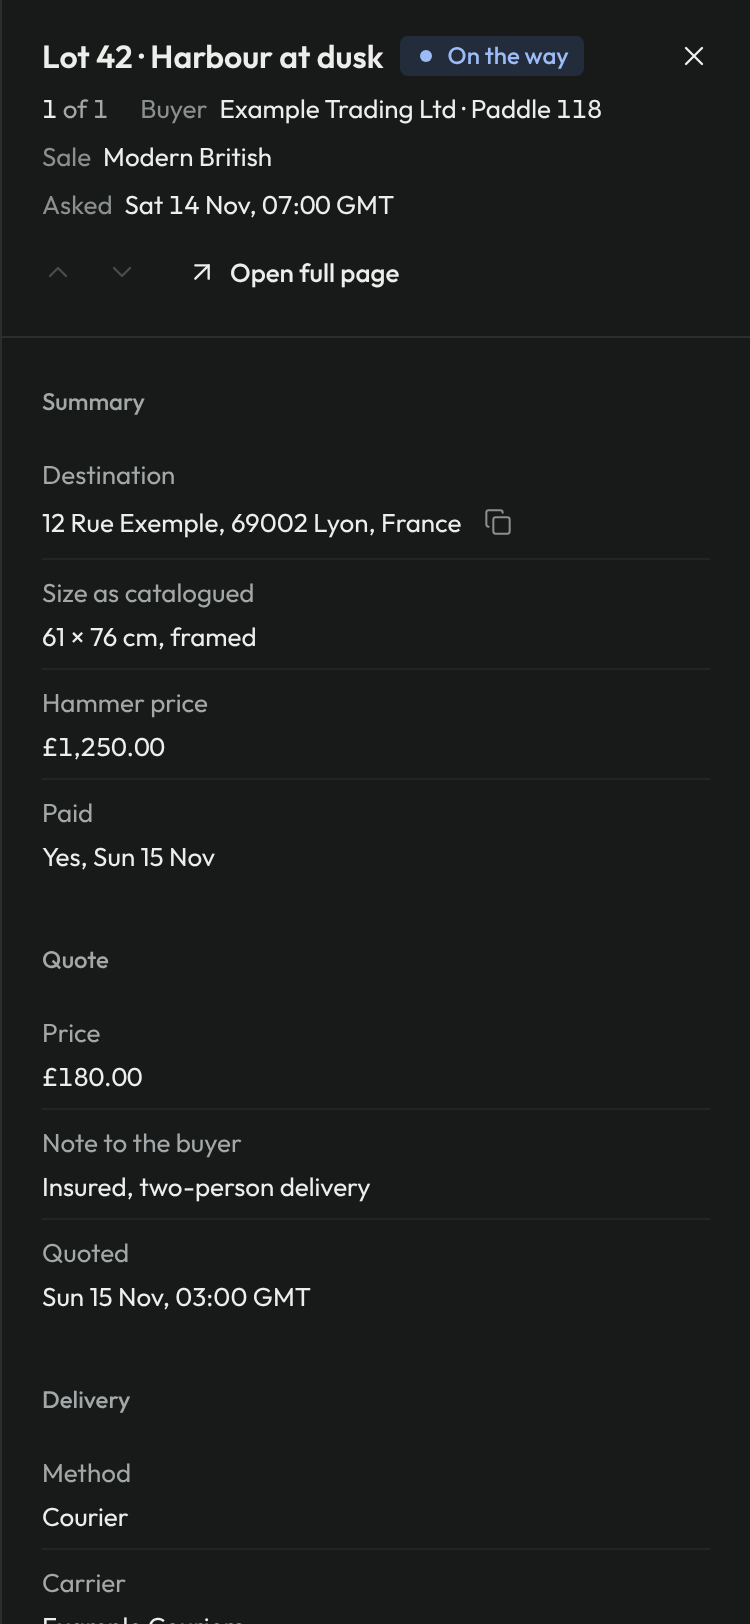 Lot 42 · Harbour at dusk On the way
1 of 1 Buyer Example Trading Ltd · Paddle 118
Sale Modern British
Asked Sat 14 Nov, 07:00 GMT
Open full page
Summary
Destination
12 Rue Exemple, 69002 Lyon, France
Size as catalogued
61 × 76 cm, framed
Hammer price
£1,250.00
Paid
Yes, Sun 15 Nov
Quote
Price
£180.00
Note to the buyer
Insured, two-person delivery
Quoted
Sun 15 Nov, 03:00 GMT
Delivery
Method
Courier
Carrier